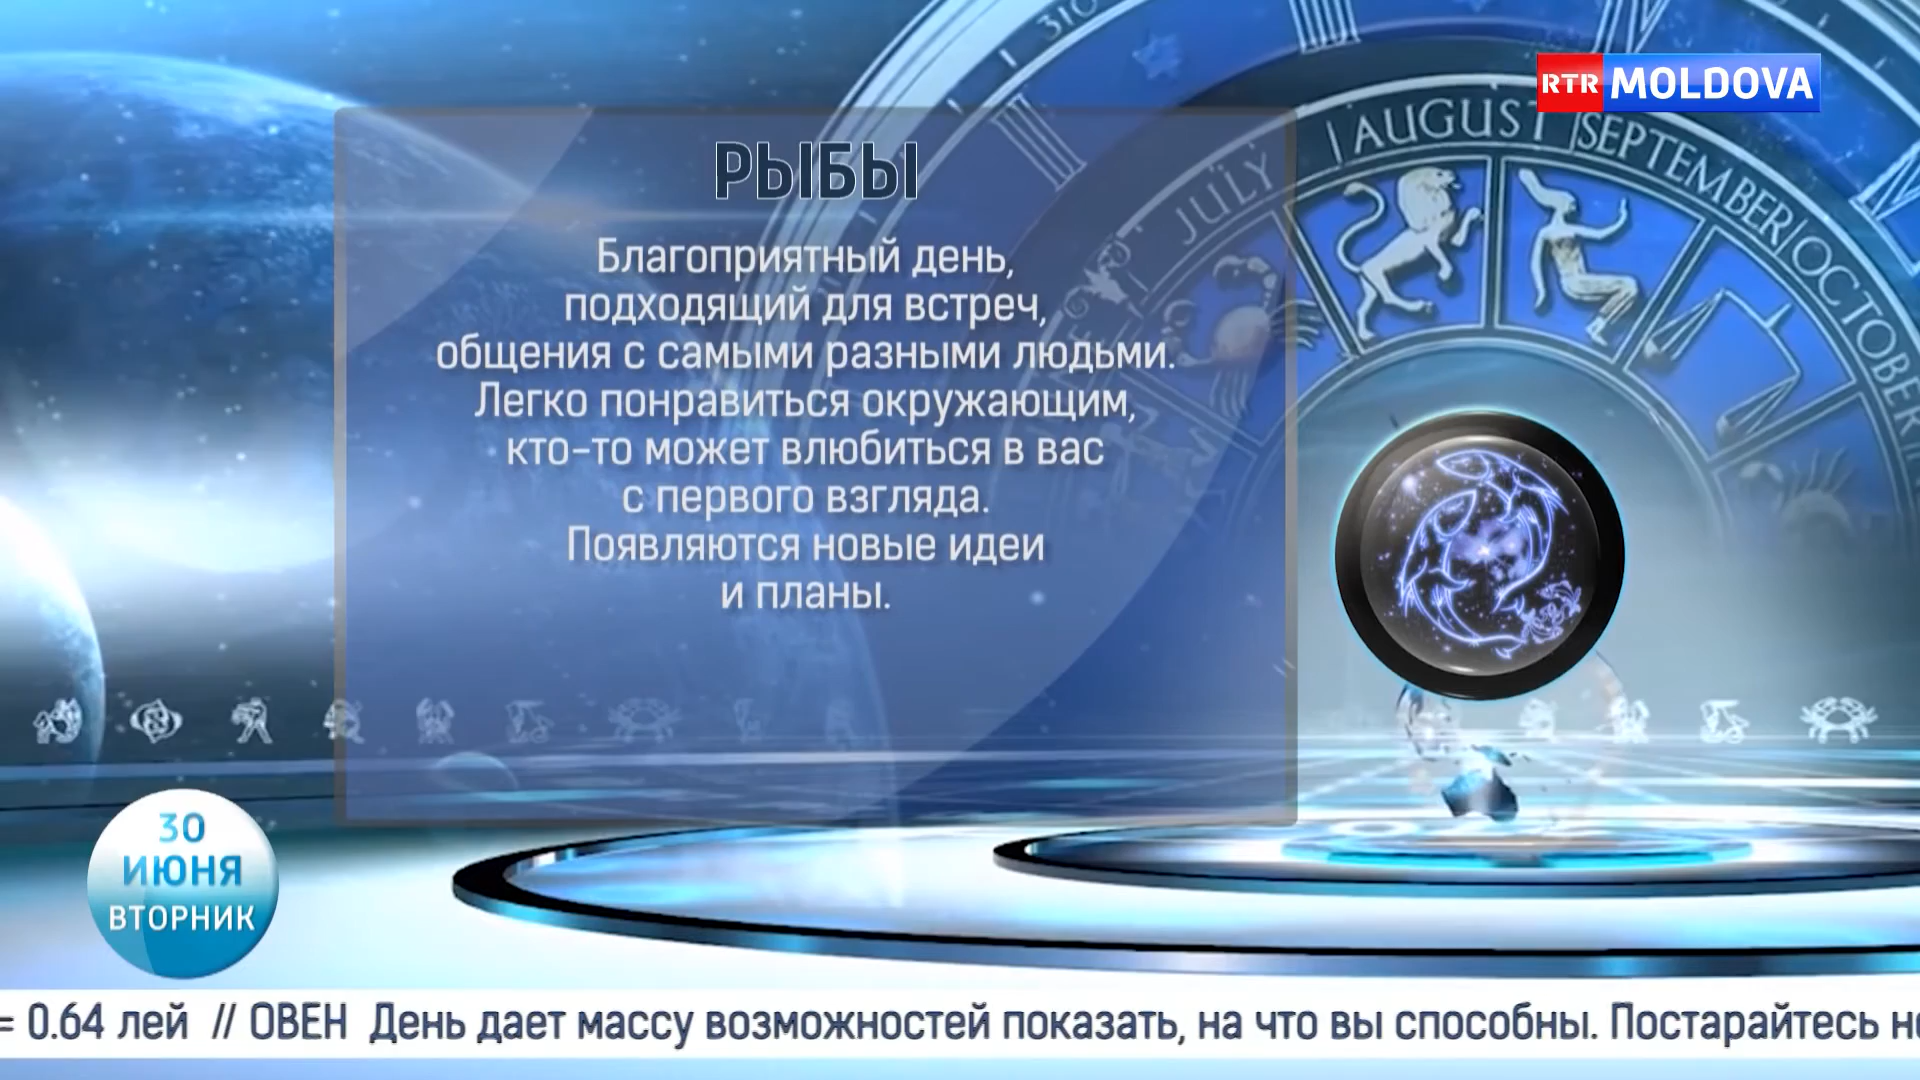 310
RTR MOLDOVA
JULY
AUGUST
SEPTEMBER
OCTOBER
РЫБЫ
Благоприятный день,
подходящий для встреч,
общения с самыми разными людьми.
Легко понравиться окружающим,
кто-то может влюбиться в вас
с первого взгляда.
Появляются новые идеи
и планы.
30
ИЮНЯ
ВТОРНИК
= 0.64 лей // ОВЕН День дает массу возможностей показать, на что вы способны. Постарайтесь